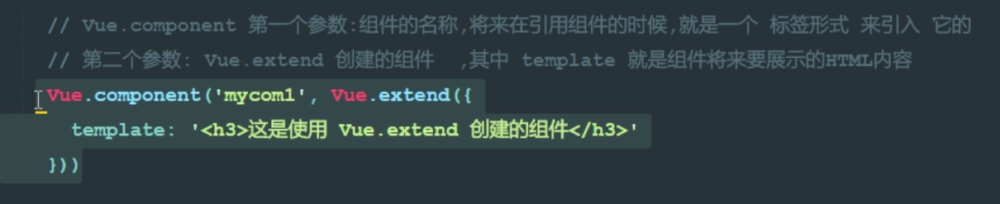 // Vue.component 第一个参数:组件的名称,将来在引用组件的时候,就是一个 标签形式 来引入 它的
// 第二个参数: Vue.extend 创建的组件  ,其中 template 就是组件将来要展示的HTML内容
Vue.component('mycom1', Vue.extend({
template: '<h3>这是使用 Vue.extend 创建的组件</h3>'
}))